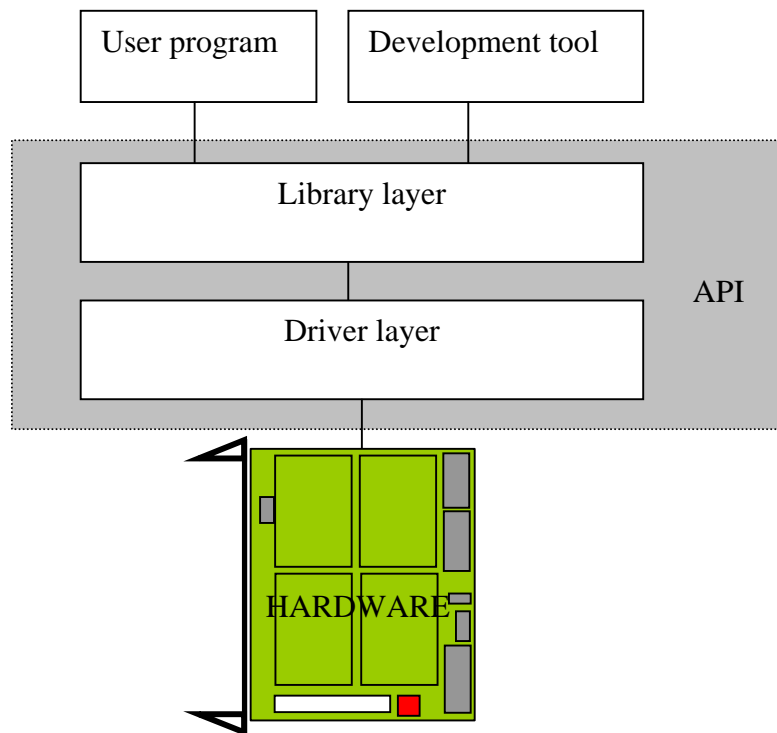 User program
Development tool
Library layer
API
Driver layer
HARDWARE